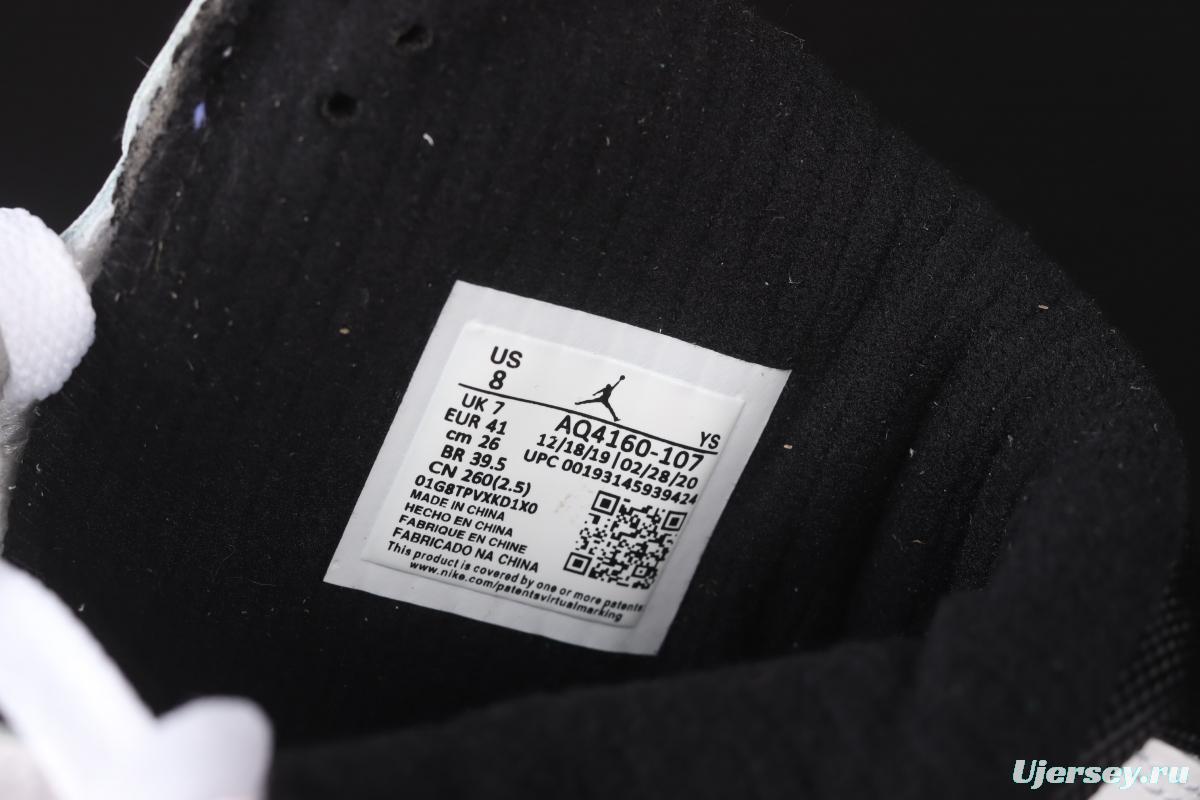 US
8
UK 7
EUR 41
cm 26
BR 39.5
CN 260(2.5)
01G8TPVXKD1X0
MADE IN CHINA
HECHO EN CHINA
FABRIQUE EN CHINE
FABRICADO NA CHINA
YS
AQ4160-107
12/18/19|02/28/20
UPC 00193145939424
This product is covered by one or more patents
www.nike.com/patentsvirtualmarking
Ujersey.ru